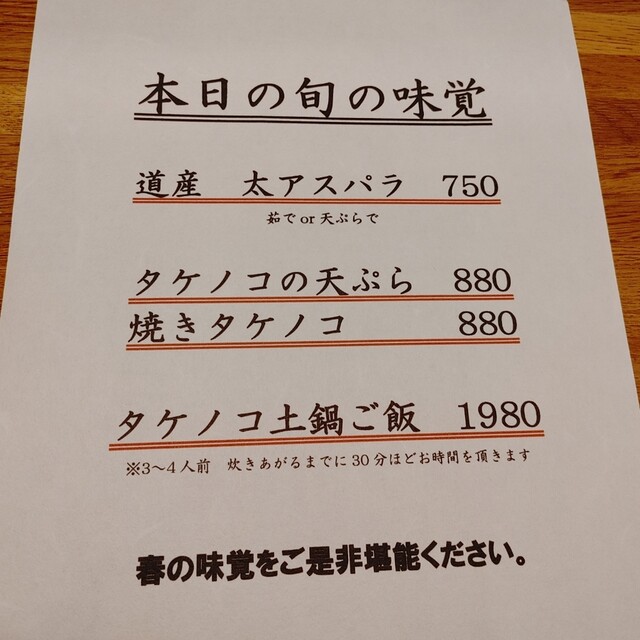 本日の旬の味覚
道産　太アスパラ　750
茹で or 天ぷらで
タケノコの天ぷら　880
焼きタケノコ　880
タケノコ土鍋ご飯　1980
※3～4人前　炊きあがるまでに30分ほどお時間を頂きます
春の味覚をご是非堪能ください。